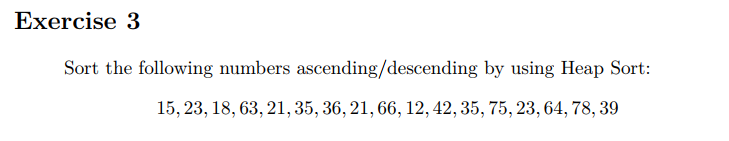 Exercise 3
Sort the following numbers ascending/descending by using Heap Sort:
15, 23, 18, 63, 21, 35, 36, 21, 66, 12, 42, 35, 75, 23, 64, 78, 39